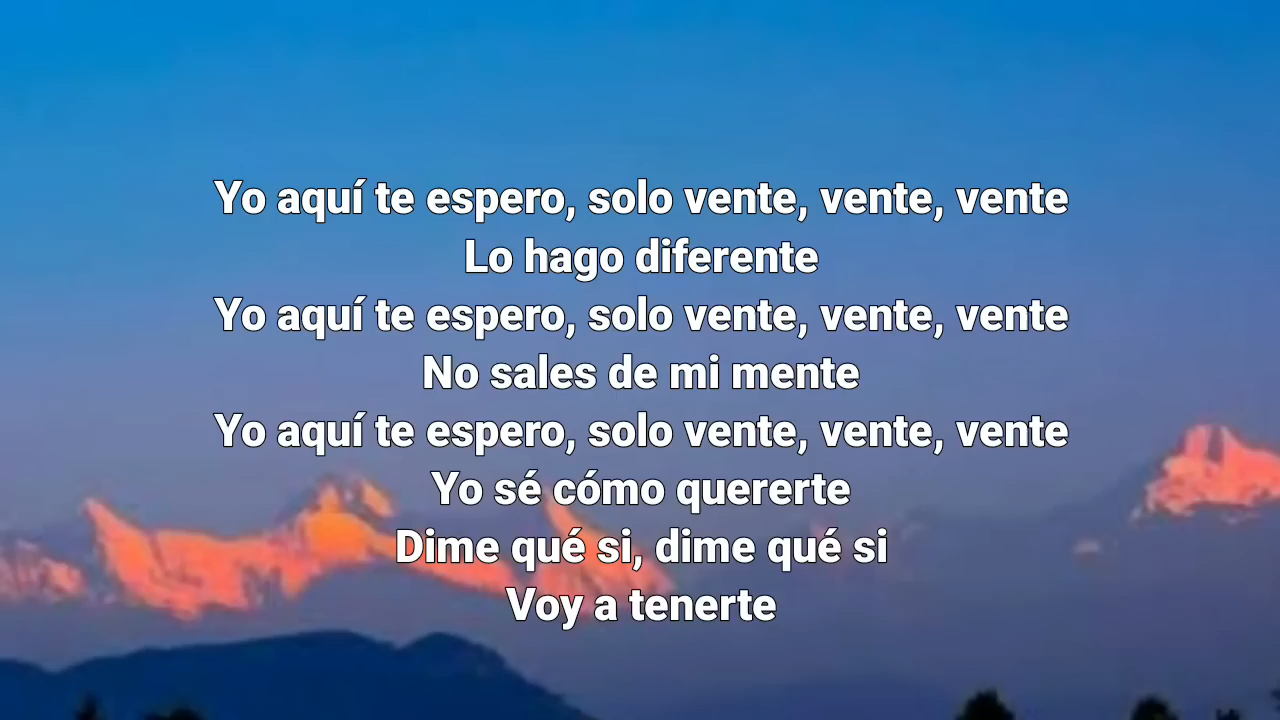 Yo aquí te espero, solo vente, vente, vente
Lo hago diferente
Yo aquí te espero, solo vente, vente, vente
No sales de mi mente
Yo aquí te espero, solo vente, vente, vente
Yo sé cómo quererte
Dime qué si, dime qué si
Voy a tenerte